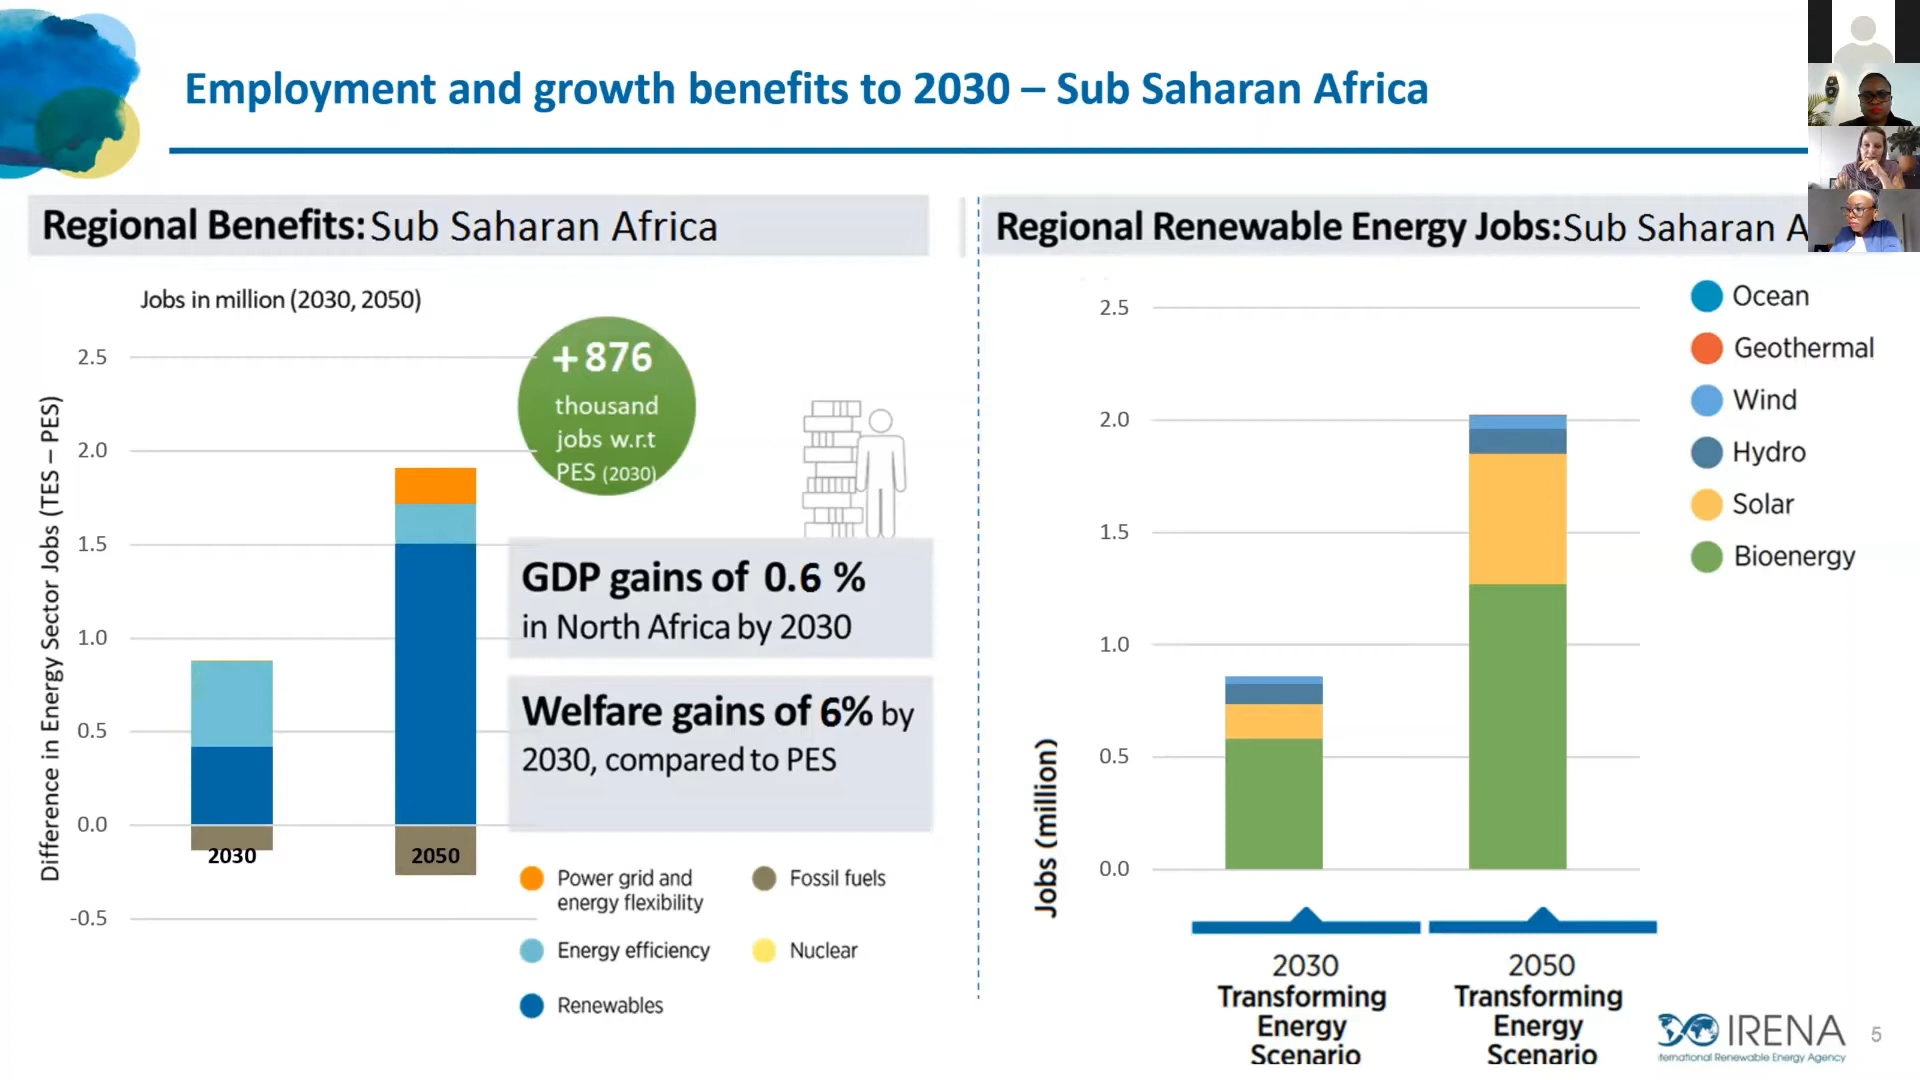 Employment and growth benefits to 2030 – Sub Saharan Africa
Regional Benefits: Sub Saharan Africa
Jobs in million (2030, 2050)
Difference in Energy Sector Jobs (TES – PES)
2.5
2.0
1.5
1.0
0.5
0.0
-0.5
2030
2050
+876
thousand
jobs w.r.t
PES (2030)
GDP gains of 0.6 %
in North Africa by 2030
Welfare gains of 6% by
2030, compared to PES
Power grid and
energy flexibility
Energy efficiency
Renewables
Fossil fuels
Nuclear
Regional Renewable Energy Jobs: Sub Saharan A
Jobs (million)
2.5
2.0
1.5
1.0
0.5
0.0
Ocean
Geothermal
Wind
Hydro
Solar
Bioenergy
2030
Transforming
Energy
Scenario
2050
Transforming
Energy
Scenario
IRENA
International Renewable Energy Agency
5